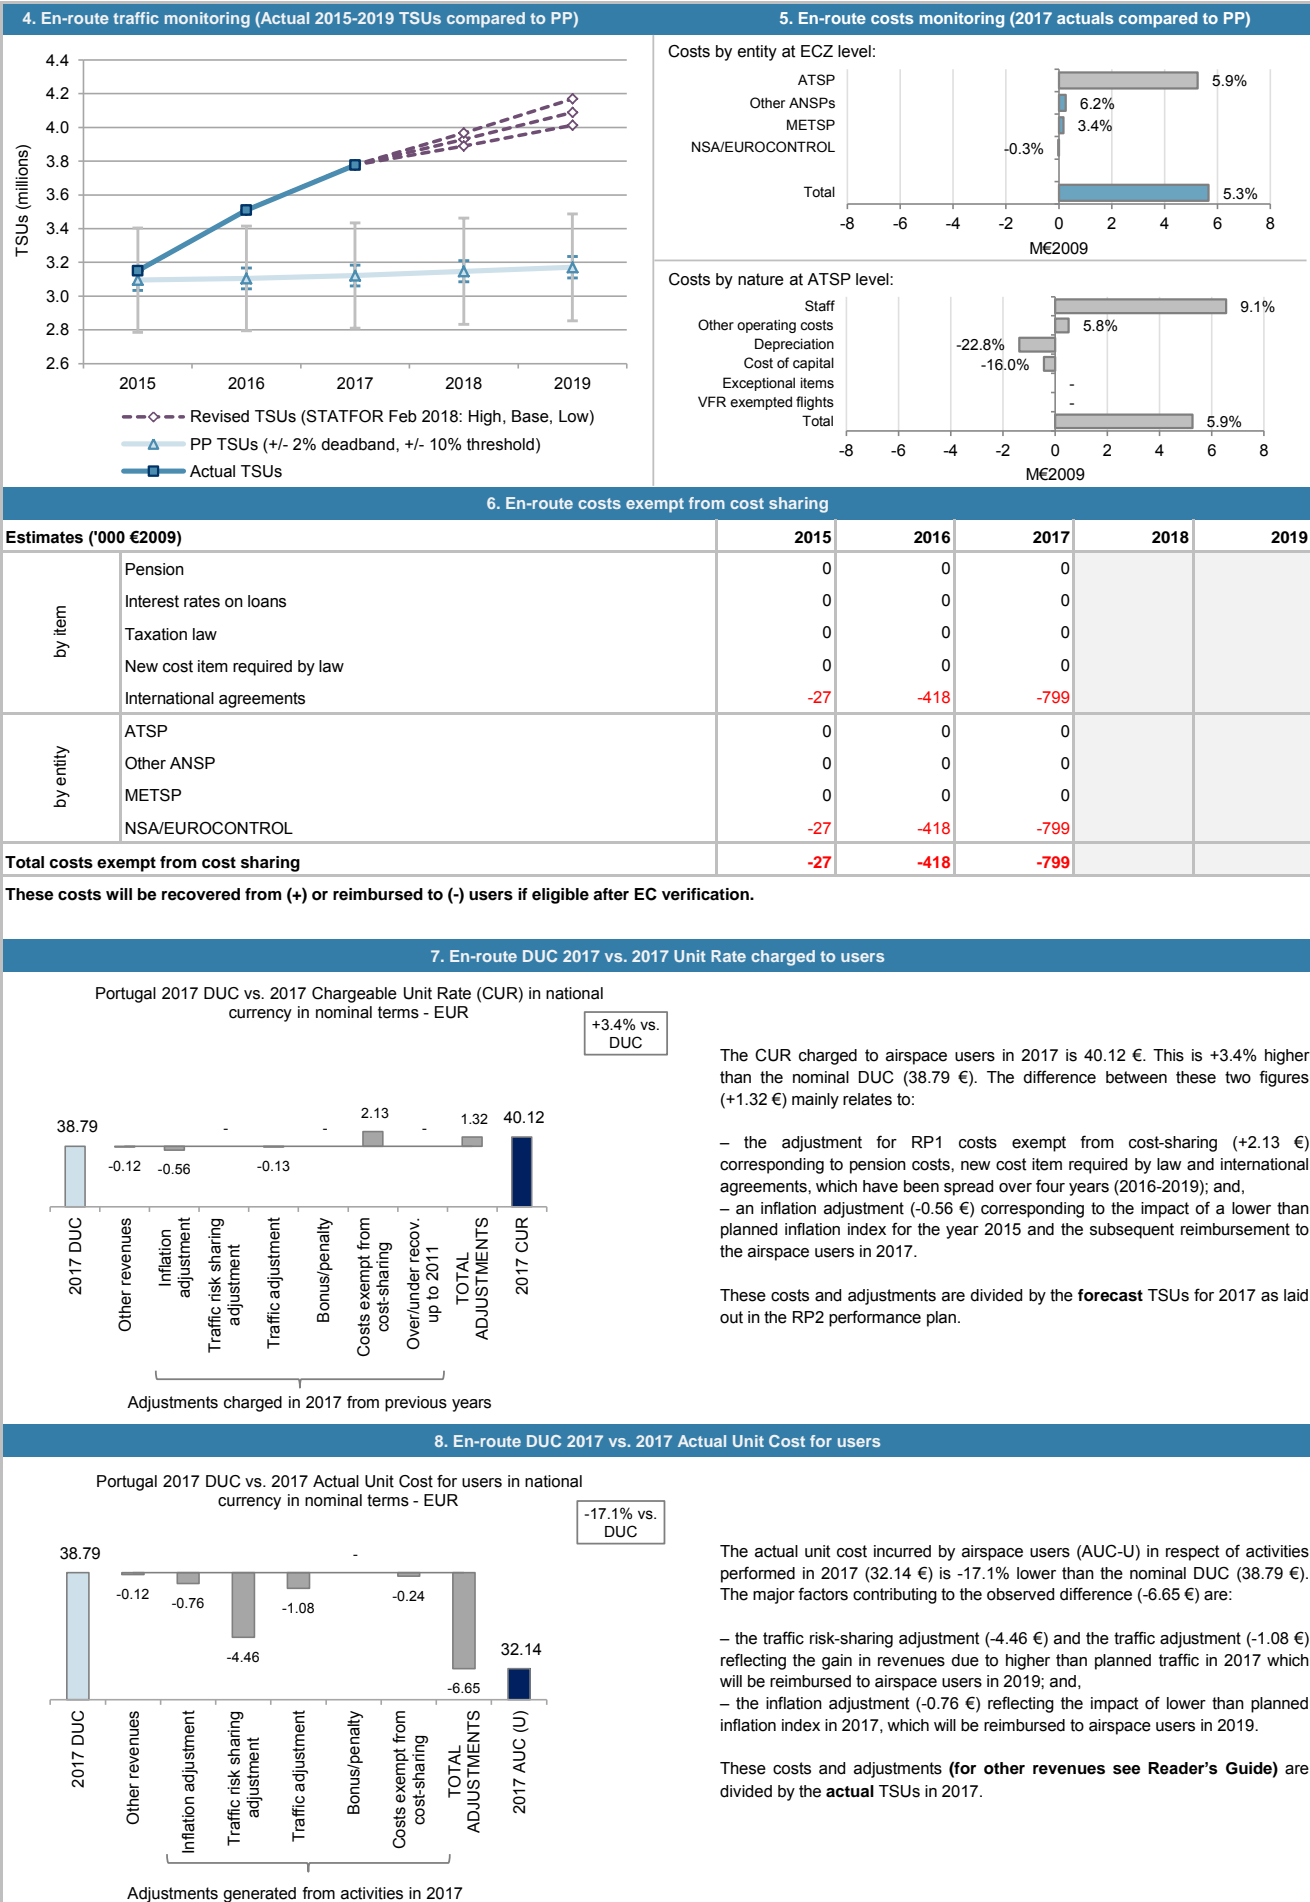 4. En-route traffic monitoring (Actual 2015-2019 TSUs compared to PP)
4.4
4.2
4.0
3.8
3.6
3.4
3.2
3.0
2.8
2.6
TSUs (millions)
2015 2016 2017 2018 2019
Revised TSUs (STATFOR Feb 2018: High, Base, Low)
PP TSUs (+/- 2% deadband, +/- 10% threshold)
Actual TSUs
5. En-route costs monitoring (2017 actuals compared to PP)
Costs by entity at ECZ level:
ATSP 5.9%
Other ANSPs 6.2%
METSP 3.4%
NSA/EUROCONTROL -0.3%
Total 5.3%
-8 -6 -4 -2 0 2 4 6 8
M€2009
Costs by nature at ATSP level:
Staff 9.1%
Other operating costs 5.8%
Depreciation -22.8%
Cost of capital -16.0%
Exceptional items -
VFR exempted flights -
Total 5.9%
-8 -6 -4 -2 0 2 4 6 8
M€2009
6. En-route costs exempt from cost sharing
Estimates ('000 €2009) 2015 2016 2017 2018 2019
by item
Pension 0 0 0
Interest rates on loans 0 0 0
Taxation law 0 0 0
New cost item required by law 0 0 0
International agreements -27 -418 -799
by entity
ATSP 0 0 0
Other ANSP 0 0 0
METSP 0 0 0
NSA/EUROCONTROL -27 -418 -799
Total costs exempt from cost sharing -27 -418 -799
These costs will be recovered from (+) or reimbursed to (-) users if eligible after EC verification.
7. En-route DUC 2017 vs. 2017 Unit Rate charged to users
Portugal 2017 DUC vs. 2017 Chargeable Unit Rate (CUR) in national
currency in nominal terms - EUR
+3.4% vs.
DUC
38.79 -0.12 -0.56 - -0.13 - 2.13 - 1.32 40.12
2017 DUC
Other revenues
Inflation
adjustment
Traffic risk sharing
adjustment
Traffic adjustment
Bonus/penalty
Costs exempt from
cost-sharing
Over/under recov.
up to 2011
TOTAL
ADJUSTMENTS
2017 CUR
Adjustments charged in 2017 from previous years
The CUR charged to airspace users in 2017 is 40.12 €. This is +3.4% higher
than the nominal DUC (38.79 €). The difference between these two figures
(+1.32 €) mainly relates to:
– the adjustment for RP1 costs exempt from cost-sharing (+2.13 €)
corresponding to pension costs, new cost item required by law and international
agreements, which have been spread over four years (2016-2019); and,
– an inflation adjustment (-0.56 €) corresponding to the impact of a lower than
planned inflation index for the year 2015 and the subsequent reimbursement to
the airspace users in 2017.
These costs and adjustments are divided by the forecast TSUs for 2017 as laid
out in the RP2 performance plan.
8. En-route DUC 2017 vs. 2017 Actual Unit Cost for users
Portugal 2017 DUC vs. 2017 Actual Unit Cost for users in national
currency in nominal terms - EUR
-17.1% vs.
DUC
38.79 -0.12 -0.76 -4.46 -1.08 - -0.24 -6.65 32.14
2017 DUC
Other revenues
Inflation adjustment
Traffic risk sharing
adjustment
Traffic adjustment
Bonus/penalty
Costs exempt from
cost-sharing
TOTAL
ADJUSTMENTS
2017 AUC (U)
Adjustments generated from activities in 2017
The actual unit cost incurred by airspace users (AUC-U) in respect of activities
performed in 2017 (32.14 €) is -17.1% lower than the nominal DUC (38.79 €).
The major factors contributing to the observed difference (-6.65 €) are:
– the traffic risk-sharing adjustment (-4.46 €) and the traffic adjustment (-1.08 €)
reflecting the gain in revenues due to higher than planned traffic in 2017 which
will be reimbursed to airspace users in 2019; and,
– the inflation adjustment (-0.76 €) reflecting the impact of lower than planned
inflation index in 2017, which will be reimbursed to airspace users in 2019.
These costs and adjustments (for other revenues see Reader's Guide) are
divided by the actual TSUs in 2017.